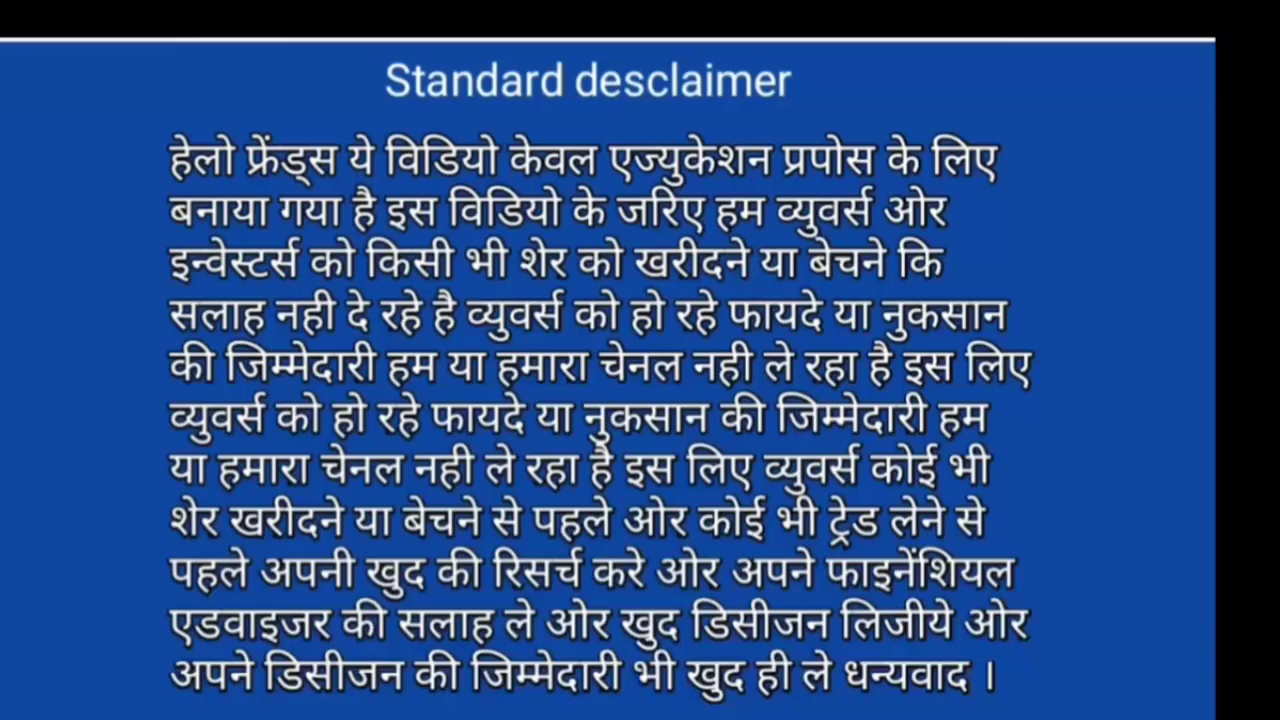 Standard desclaimer
हेलो फ्रेंड्स ये विडियो केवल एज्युकेशन प्रपोस के लिए
बनाया गया है इस विडियो के जरिए हम व्युवर्स ओर
इन्वेस्टर्स को किसी भी शेर को खरीदने या बेचने कि
सलाह नही दे रहे है व्युवर्स को हो रहे फायदे या नुकसान
की जिम्मेदारी हम या हमारा चेनल नही ले रहा है इस लिए
व्युवर्स को हो रहे फायदे या नुकसान की जिम्मेदारी हम
या हमारा चेनल नही ले रहा है इस लिए व्युवर्स कोई भी
शेर खरीदने या बेचने से पहले ओर कोई भी ट्रेड लेने से
पहले अपनी खुद की रिसर्च करे ओर अपने फाइनेंशियल
एडवाइजर की सलाह ले ओर खुद डिसीजन लिजीये ओर
अपने डिसीजन की जिम्मेदारी भी खुद ही ले धन्यवाद ।